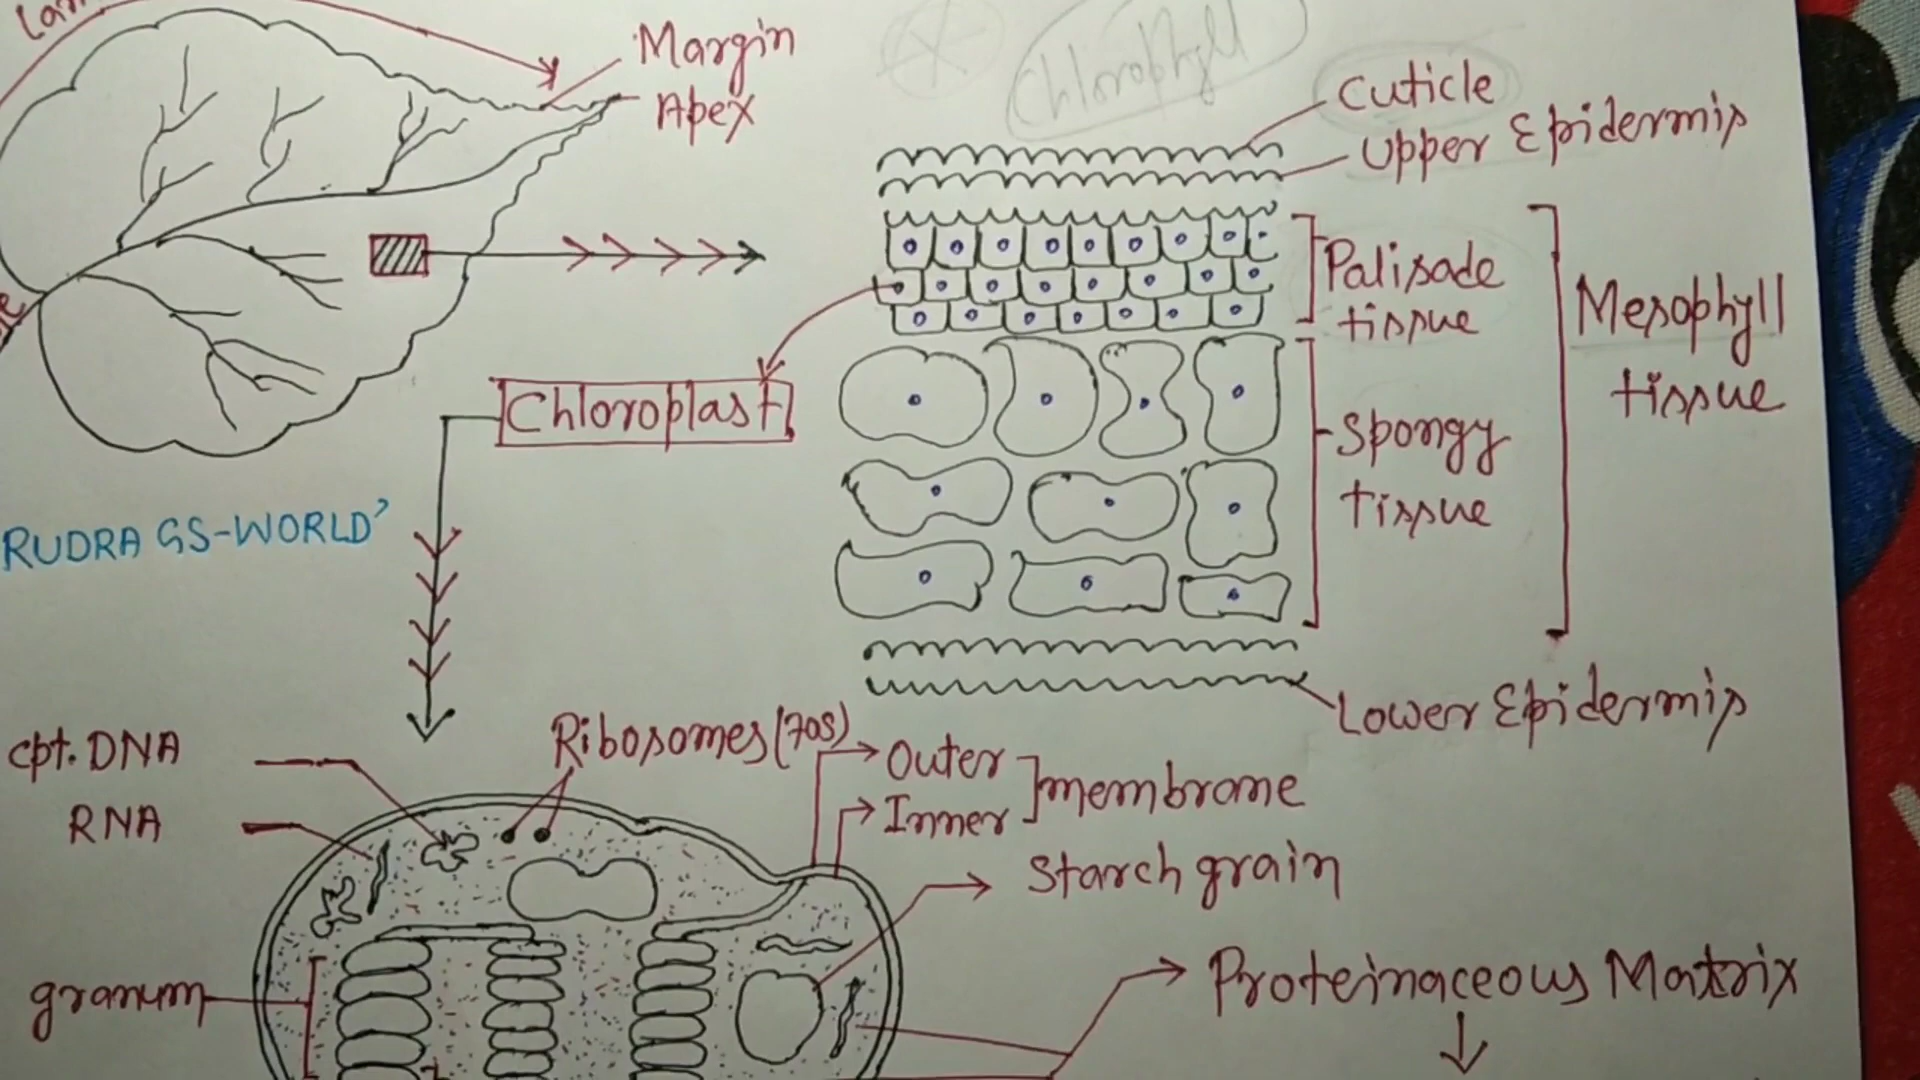 Margin
Apex
Chlorophyll
Cuticle
Upper Epidermis
Palisade
tissue
Mesophyll
tissue
Chloroplast
Spongy
tissue
RUDRA GS-WORLD'
Lower Epidermis
Cpt. DNA
RNA
Ribosomes (70S)
Outer
Inner
membrane
Starch grain
granum
Proteinaceous Matrix